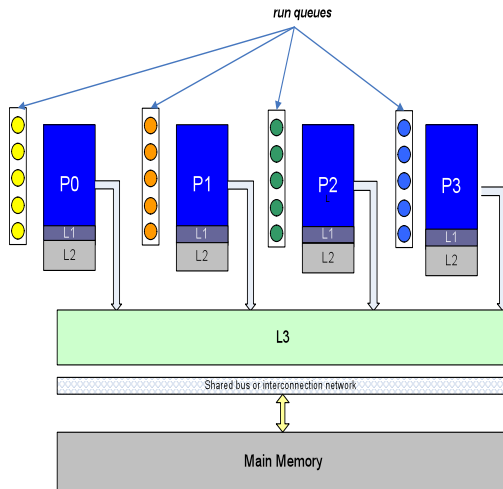 run queues
P0
P1
P2
P3
L1
L1
L1
L1
L2
L2
L2
L2
L3
Shared bus or interconnection network
Main Memory